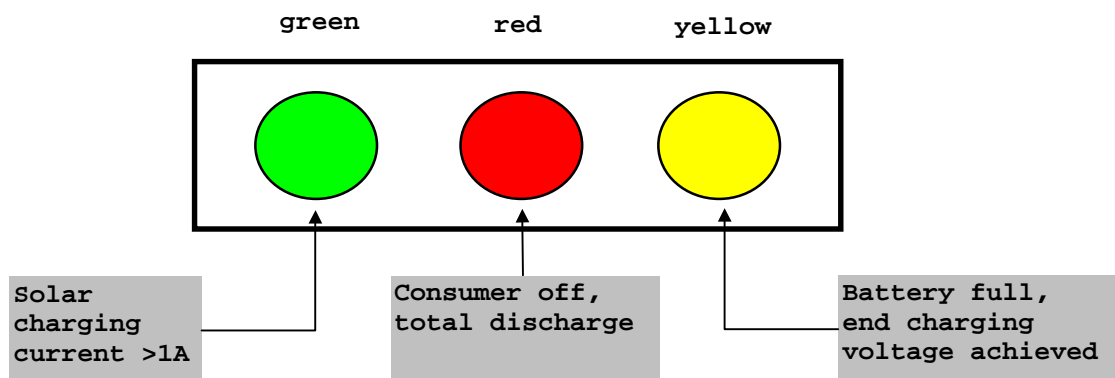 green red yellow
Solar
charging
current >1A
Consumer off,
total discharge
Battery full,
end charging
voltage achieved